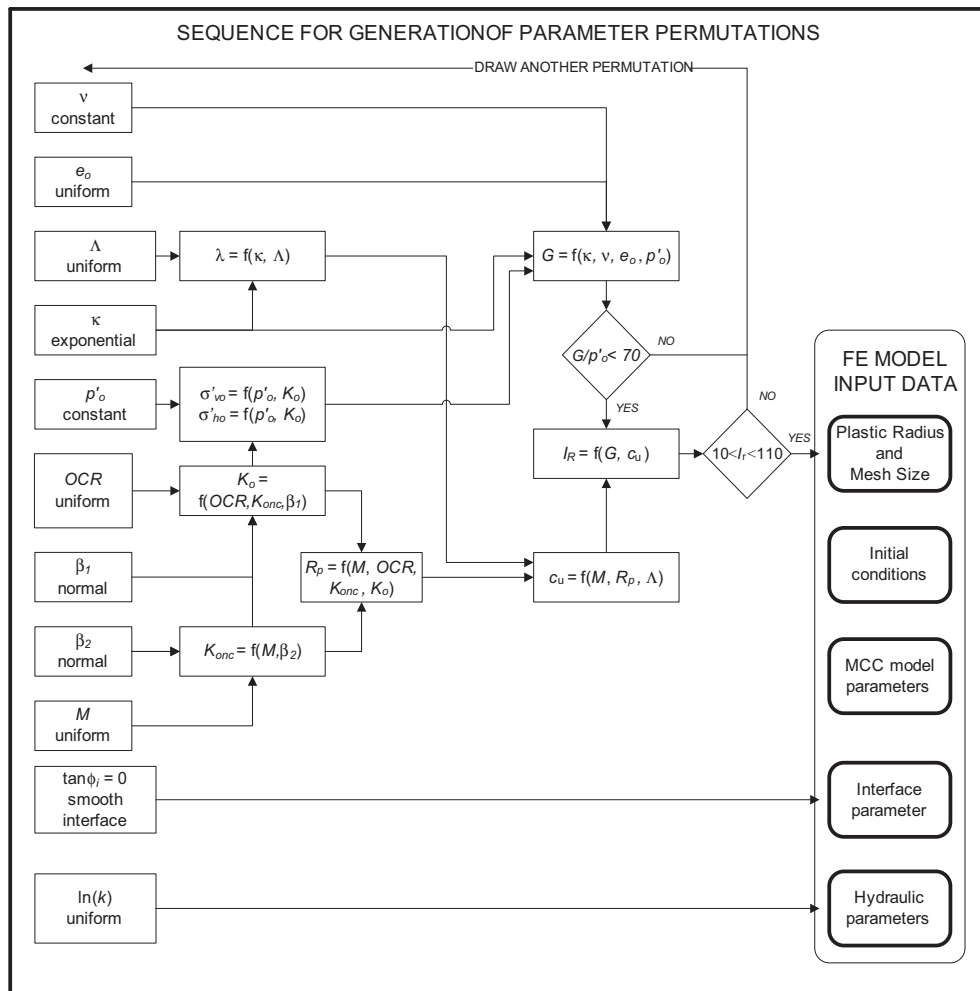 SEQUENCE FOR GENERATIONOF PARAMETER PERMUTATIONS
DRAW ANOTHER PERMUTATION
ν
constant
e_o
uniform
Λ
uniform
λ = f(κ, Λ)
G = f(κ, ν, e_o, p'_o)
κ
exponential
G/p'_o< 70
NO
YES
FE MODEL
INPUT DATA
p'_o
constant
σ'_vo = f(p'_o, K_o)
σ'_ho = f(p'_o, K_o)
NO
YES
I_R = f(G, c_u)
10<I_r<110
Plastic Radius
and
Mesh Size
OCR
uniform
K_o =
f(OCR,K_onc,β_1)
β_1
normal
R_p = f(M, OCR,
K_onc, K_o)
c_u = f(M, R_p, Λ)
Initial
conditions
β_2
normal
K_onc = f(M,β_2)
MCC model
parameters
M
uniform
tanϕ_i = 0
smooth
interface
Interface
parameter
ln(k)
uniform
Hydraulic
parameters